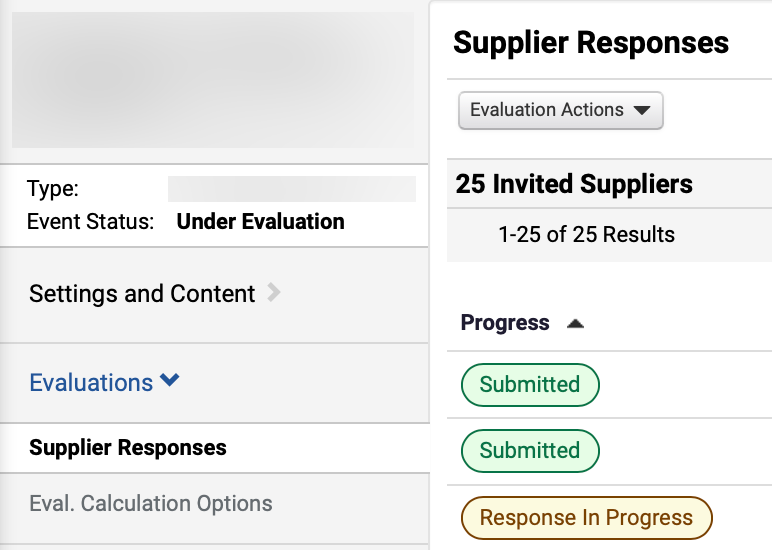 Type:
Event Status: Under Evaluation
Settings and Content
Evaluations
Supplier Responses
Eval. Calculation Options
Supplier Responses
Evaluation Actions
25 Invited Suppliers
1-25 of 25 Results
Progress
Submitted
Submitted
Response In Progress